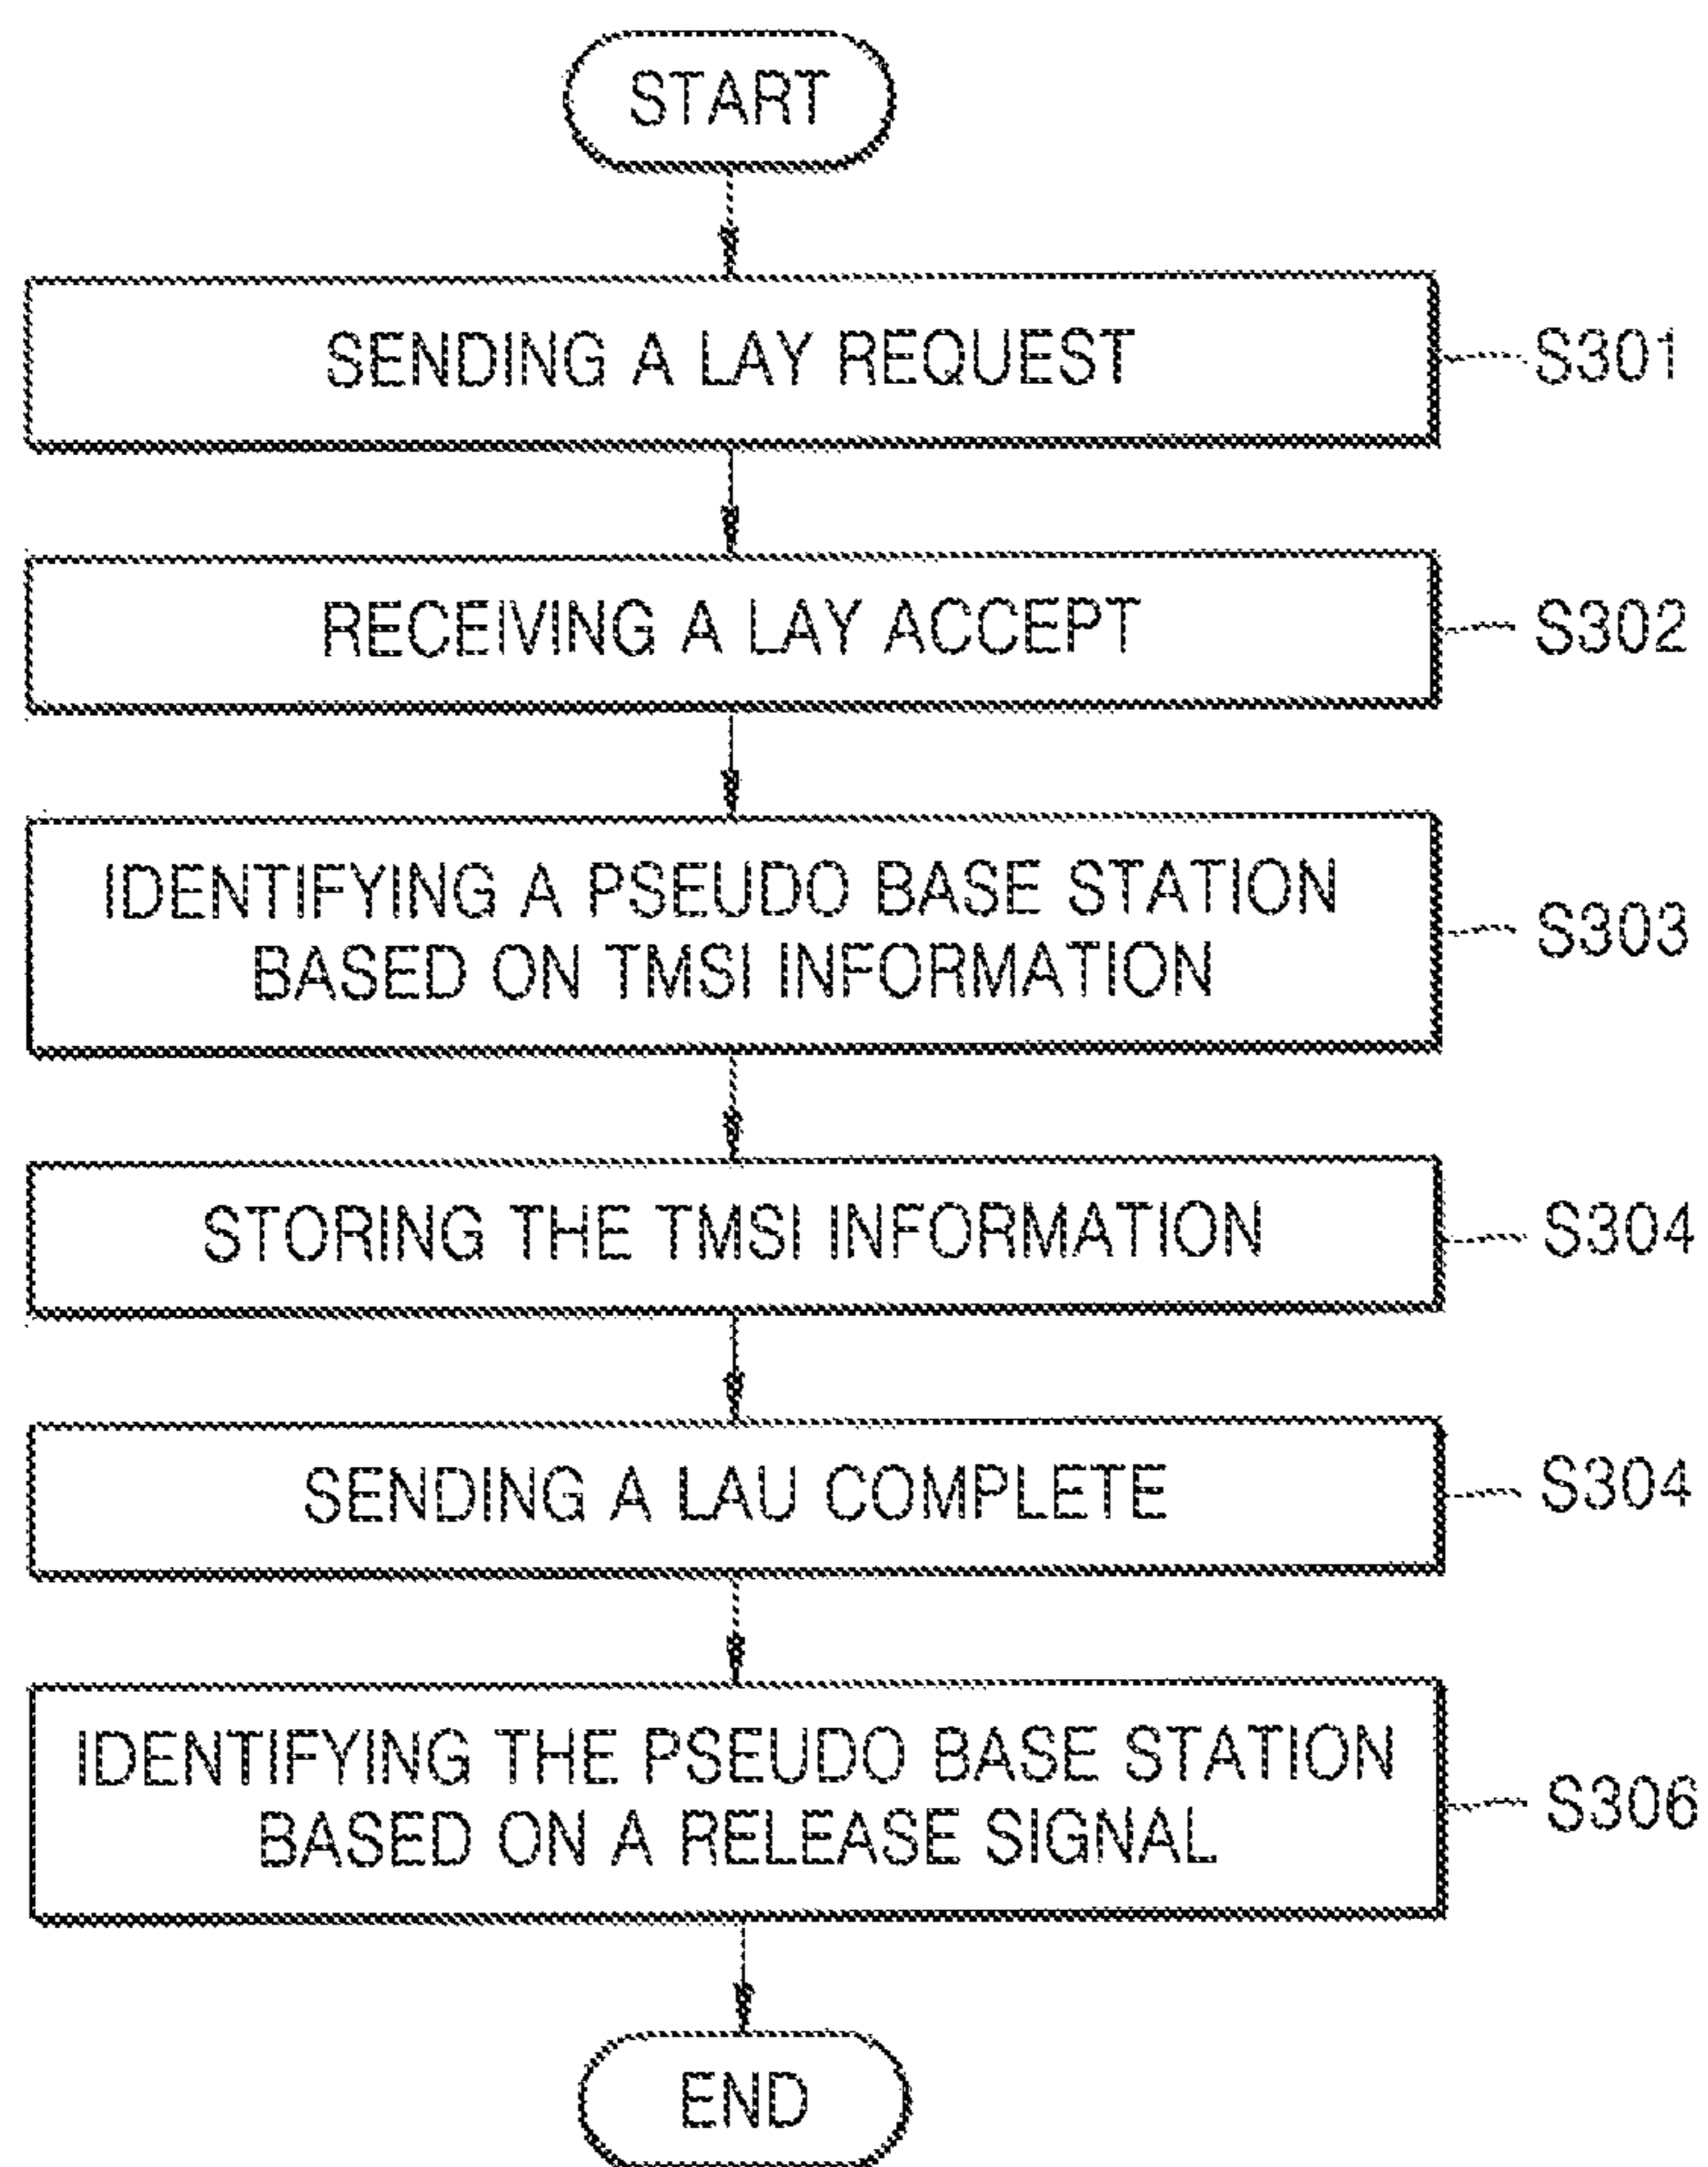 START
SENDING A LAY REQUEST
S301
RECEIVING A LAY ACCEPT
S302
IDENTIFYING A PSEUDO BASE STATION
BASED ON TMSI INFORMATION
S303
STORING THE TMSI INFORMATION
S304
SENDING A LAU COMPLETE
S304
IDENTIFYING THE PSEUDO BASE STATION
BASED ON A RELEASE SIGNAL
S306
END